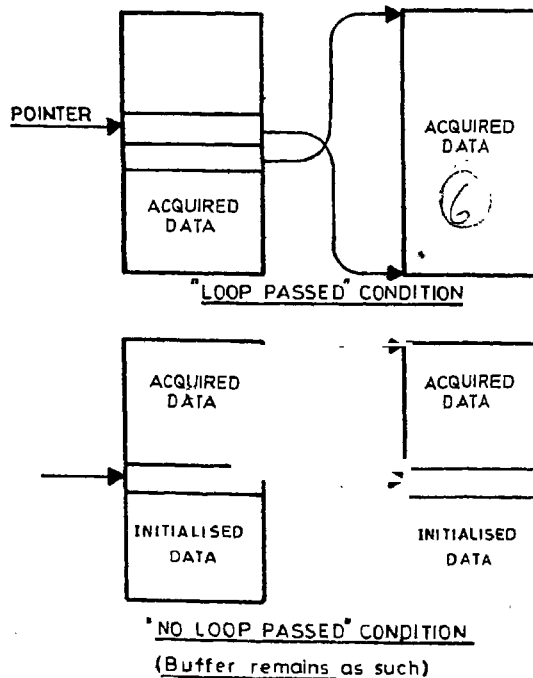 POINTER
ACQUIRED
DATA
ACQUIRED
DATA
6
"LOOP PASSED" CONDITION
ACQUIRED
DATA
ACQUIRED
DATA
INITIALISED
DATA
INITIALISED
DATA
"NO LOOP PASSED" CONDITION
(Buffer remains as such)